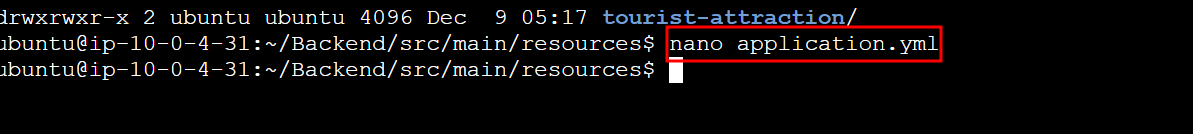 drwxrwxr-x 2 ubuntu ubuntu 4096 Dec  9 05:17 tourist-attraction/
ubuntu@ip-10-0-4-31:~/Backend/src/main/resources$ nano application.yml
ubuntu@ip-10-0-4-31:~/Backend/src/main/resources$